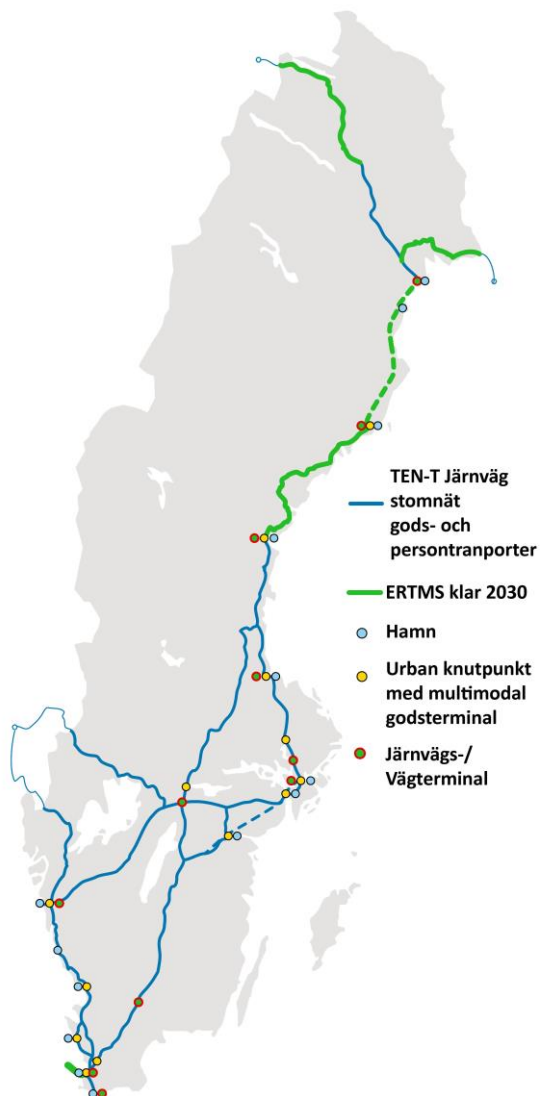 TEN-T Järnväg
stomnät
gods- och
persontranporter
ERTMS klar 2030
Hamn
Urban knutpunkt
med multimodal
godsterminal
Järnvägs-/
Vägterminal